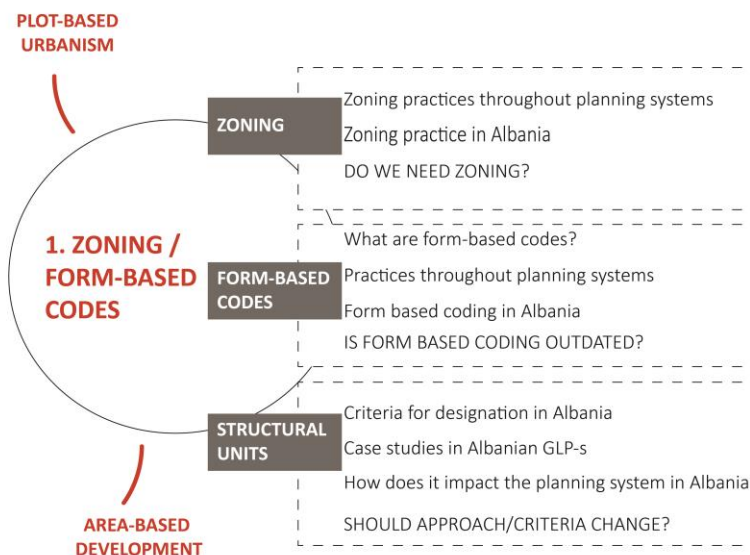 PLOT-BASED
URBANISM
ZONING
Zoning practices throughout planning systems
Zoning practice in Albania
DO WE NEED ZONING?
1. ZONING /
FORM-BASED
CODES
FORM-BASED
CODES
What are form-based codes?
Practices throughout planning systems
Form based coding in Albania
IS FORM BASED CODING OUTDATED?
STRUCTURAL
UNITS
Criteria for designation in Albania
Case studies in Albanian GLP-s
How does it impact the planning system in Albania
SHOULD APPROACH/CRITERIA CHANGE?
AREA-BASED
DEVELOPMENT